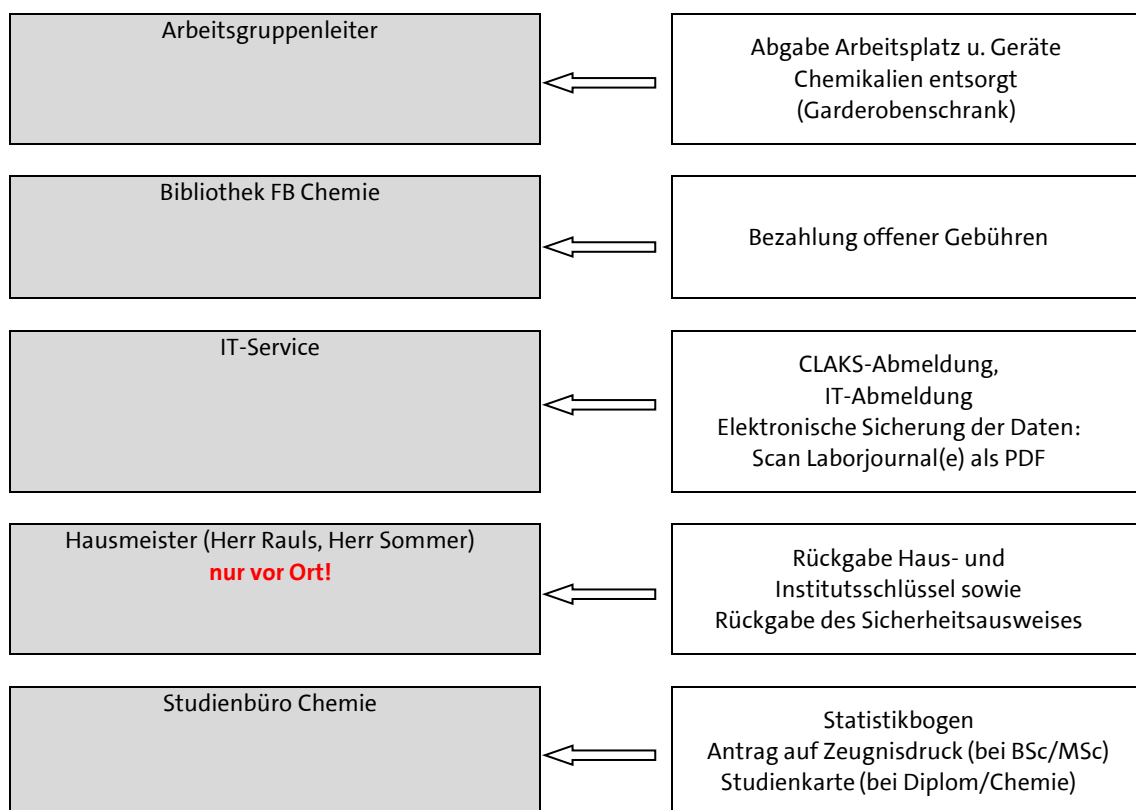 Arbeitsgruppenleiter
Abgabe Arbeitsplatz u. Geräte
Chemikalien entsorgt
(Garderobenschrank)
Bibliothek FB Chemie
Bezahlung offener Gebühren
IT-Service
CLAKS-Abmeldung,
IT-Abmeldung
Elektronische Sicherung der Daten:
Scan Laborjournal(e) als PDF
Hausmeister (Herr Rauls, Herr Sommer)
nur vor Ort!
Rückgabe Haus- und
Institutsschlüssel sowie
Rückgabe des Sicherheitsausweises
Studienbüro Chemie
Statistikbogen
Antrag auf Zeugnisdruck (bei BSc/MSc)
Studienkarte (bei Diplom/Chemie)